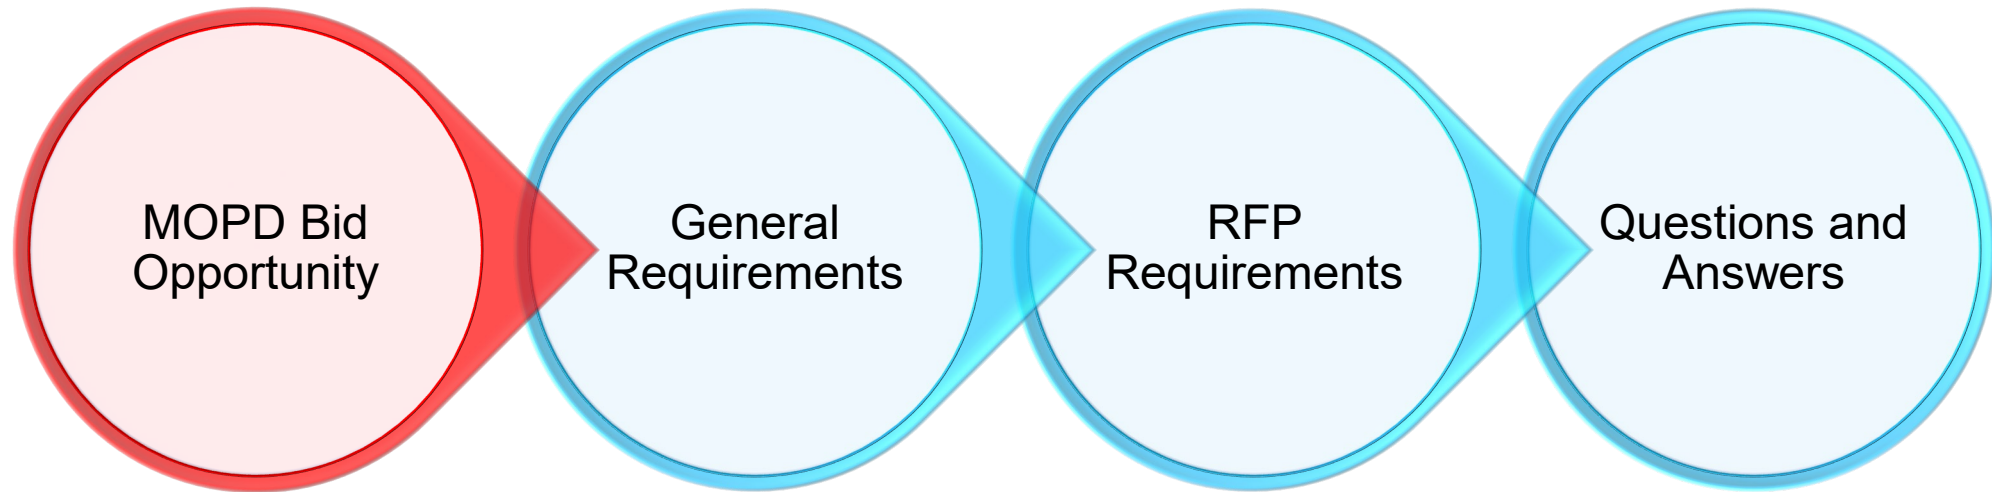 MOPD Bid
Opportunity
General
Requirements
RFP
Requirements
Questions and
Answers